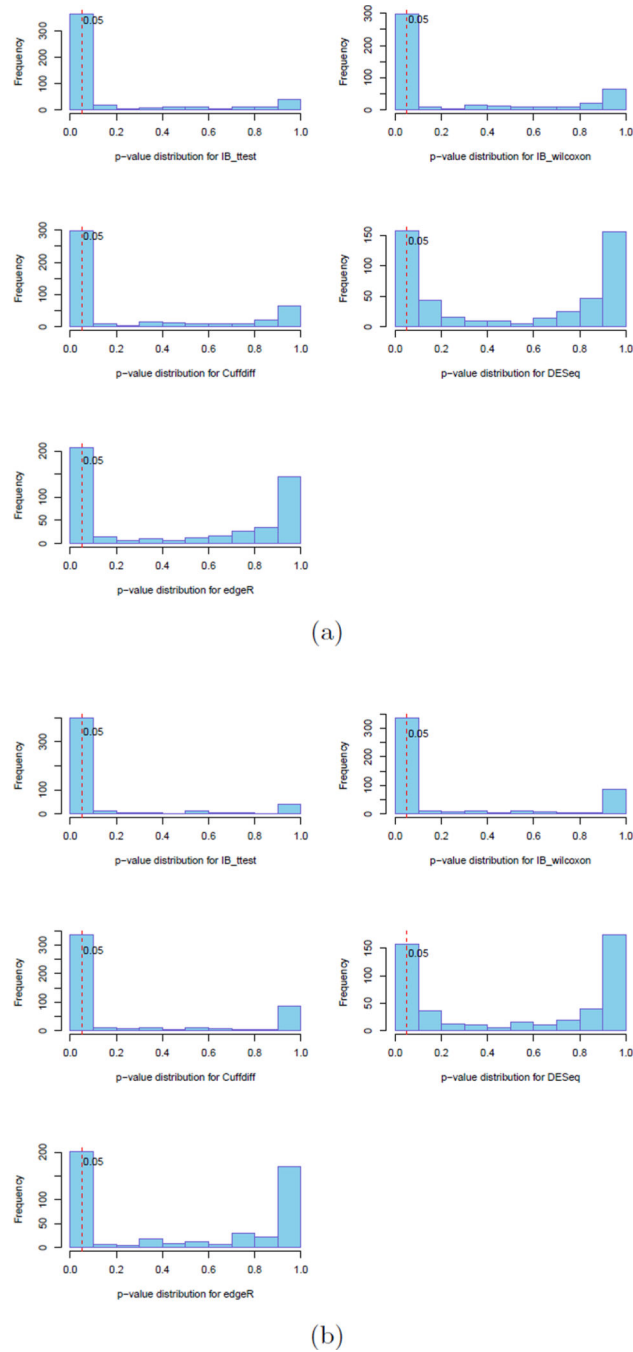 Frequency
0 100 300
0.05
0.0 0.2 0.4 0.6 0.8 1.0
p-value distribution for IB_ttest
Frequency
0 100 200 300
0.05
0.0 0.2 0.4 0.6 0.8 1.0
p-value distribution for IB_wilcoxon
Frequency
0 100 200 300
0.05
0.0 0.2 0.4 0.6 0.8 1.0
p-value distribution for Cuffdiff
Frequency
0 50 100 150
0.05
0.0 0.2 0.4 0.6 0.8 1.0
p-value distribution for DESeq
Frequency
0 50 100 200
0.05
0.0 0.2 0.4 0.6 0.8 1.0
p-value distribution for edgeR
(a)
Frequency
0 100 300
0.05
0.0 0.2 0.4 0.6 0.8 1.0
p-value distribution for IB_ttest
Frequency
0 100 200 300
0.05
0.0 0.2 0.4 0.6 0.8 1.0
p-value distribution for IB_wilcoxon
Frequency
0 100 200 300
0.05
0.0 0.2 0.4 0.6 0.8 1.0
p-value distribution for Cuffdiff
Frequency
0 50 100 150
0.05
0.0 0.2 0.4 0.6 0.8 1.0
p-value distribution for DESeq
Frequency
0 50 100 200
0.05
0.0 0.2 0.4 0.6 0.8 1.0
p-value distribution for edgeR
(b)